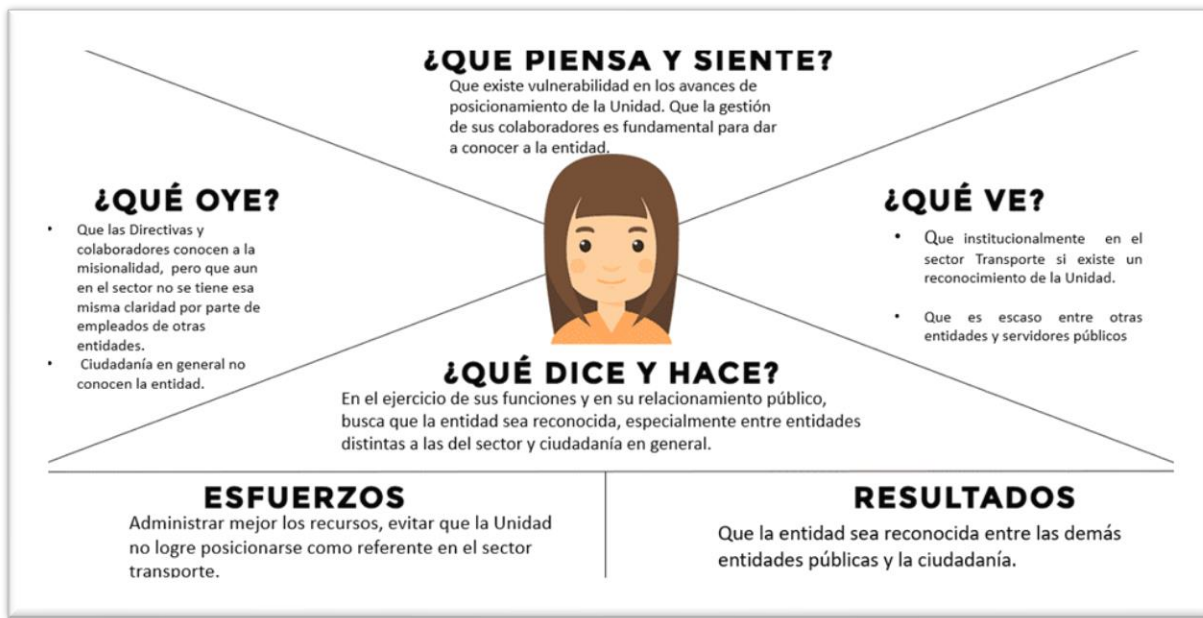 ¿QUE PIENSA Y SIENTE?
Que existe vulnerabilidad en los avances de
posicionamiento de la Unidad. Que la gestión
de sus colaboradores es fundamental para dar
a conocer a la entidad.
¿QUÉ OYE?
• Que las Directivas y
colaboradores conocen a la
misionalidad, pero que aun
en el sector no se tiene esa
misma claridad por parte de
empleados de otras
entidades.
• Ciudadanía en general no
conocen la entidad.
¿QUÉ VE?
• Que institucionalmente en el
sector Transporte si existe un
reconocimiento de la Unidad.
• Que es escaso entre otras
entidades y servidores públicos
¿QUÉ DICE Y HACE?
En el ejercicio de sus funciones y en su relacionamiento público,
busca que la entidad sea reconocida, especialmente entre entidades
distintas a las del sector y ciudadanía en general.
ESFUERZOS
Administrar mejor los recursos, evitar que la Unidad
no logre posicionarse como referente en el sector
transporte.
RESULTADOS
Que la entidad sea reconocida entre las demás
entidades públicas y la ciudadanía.